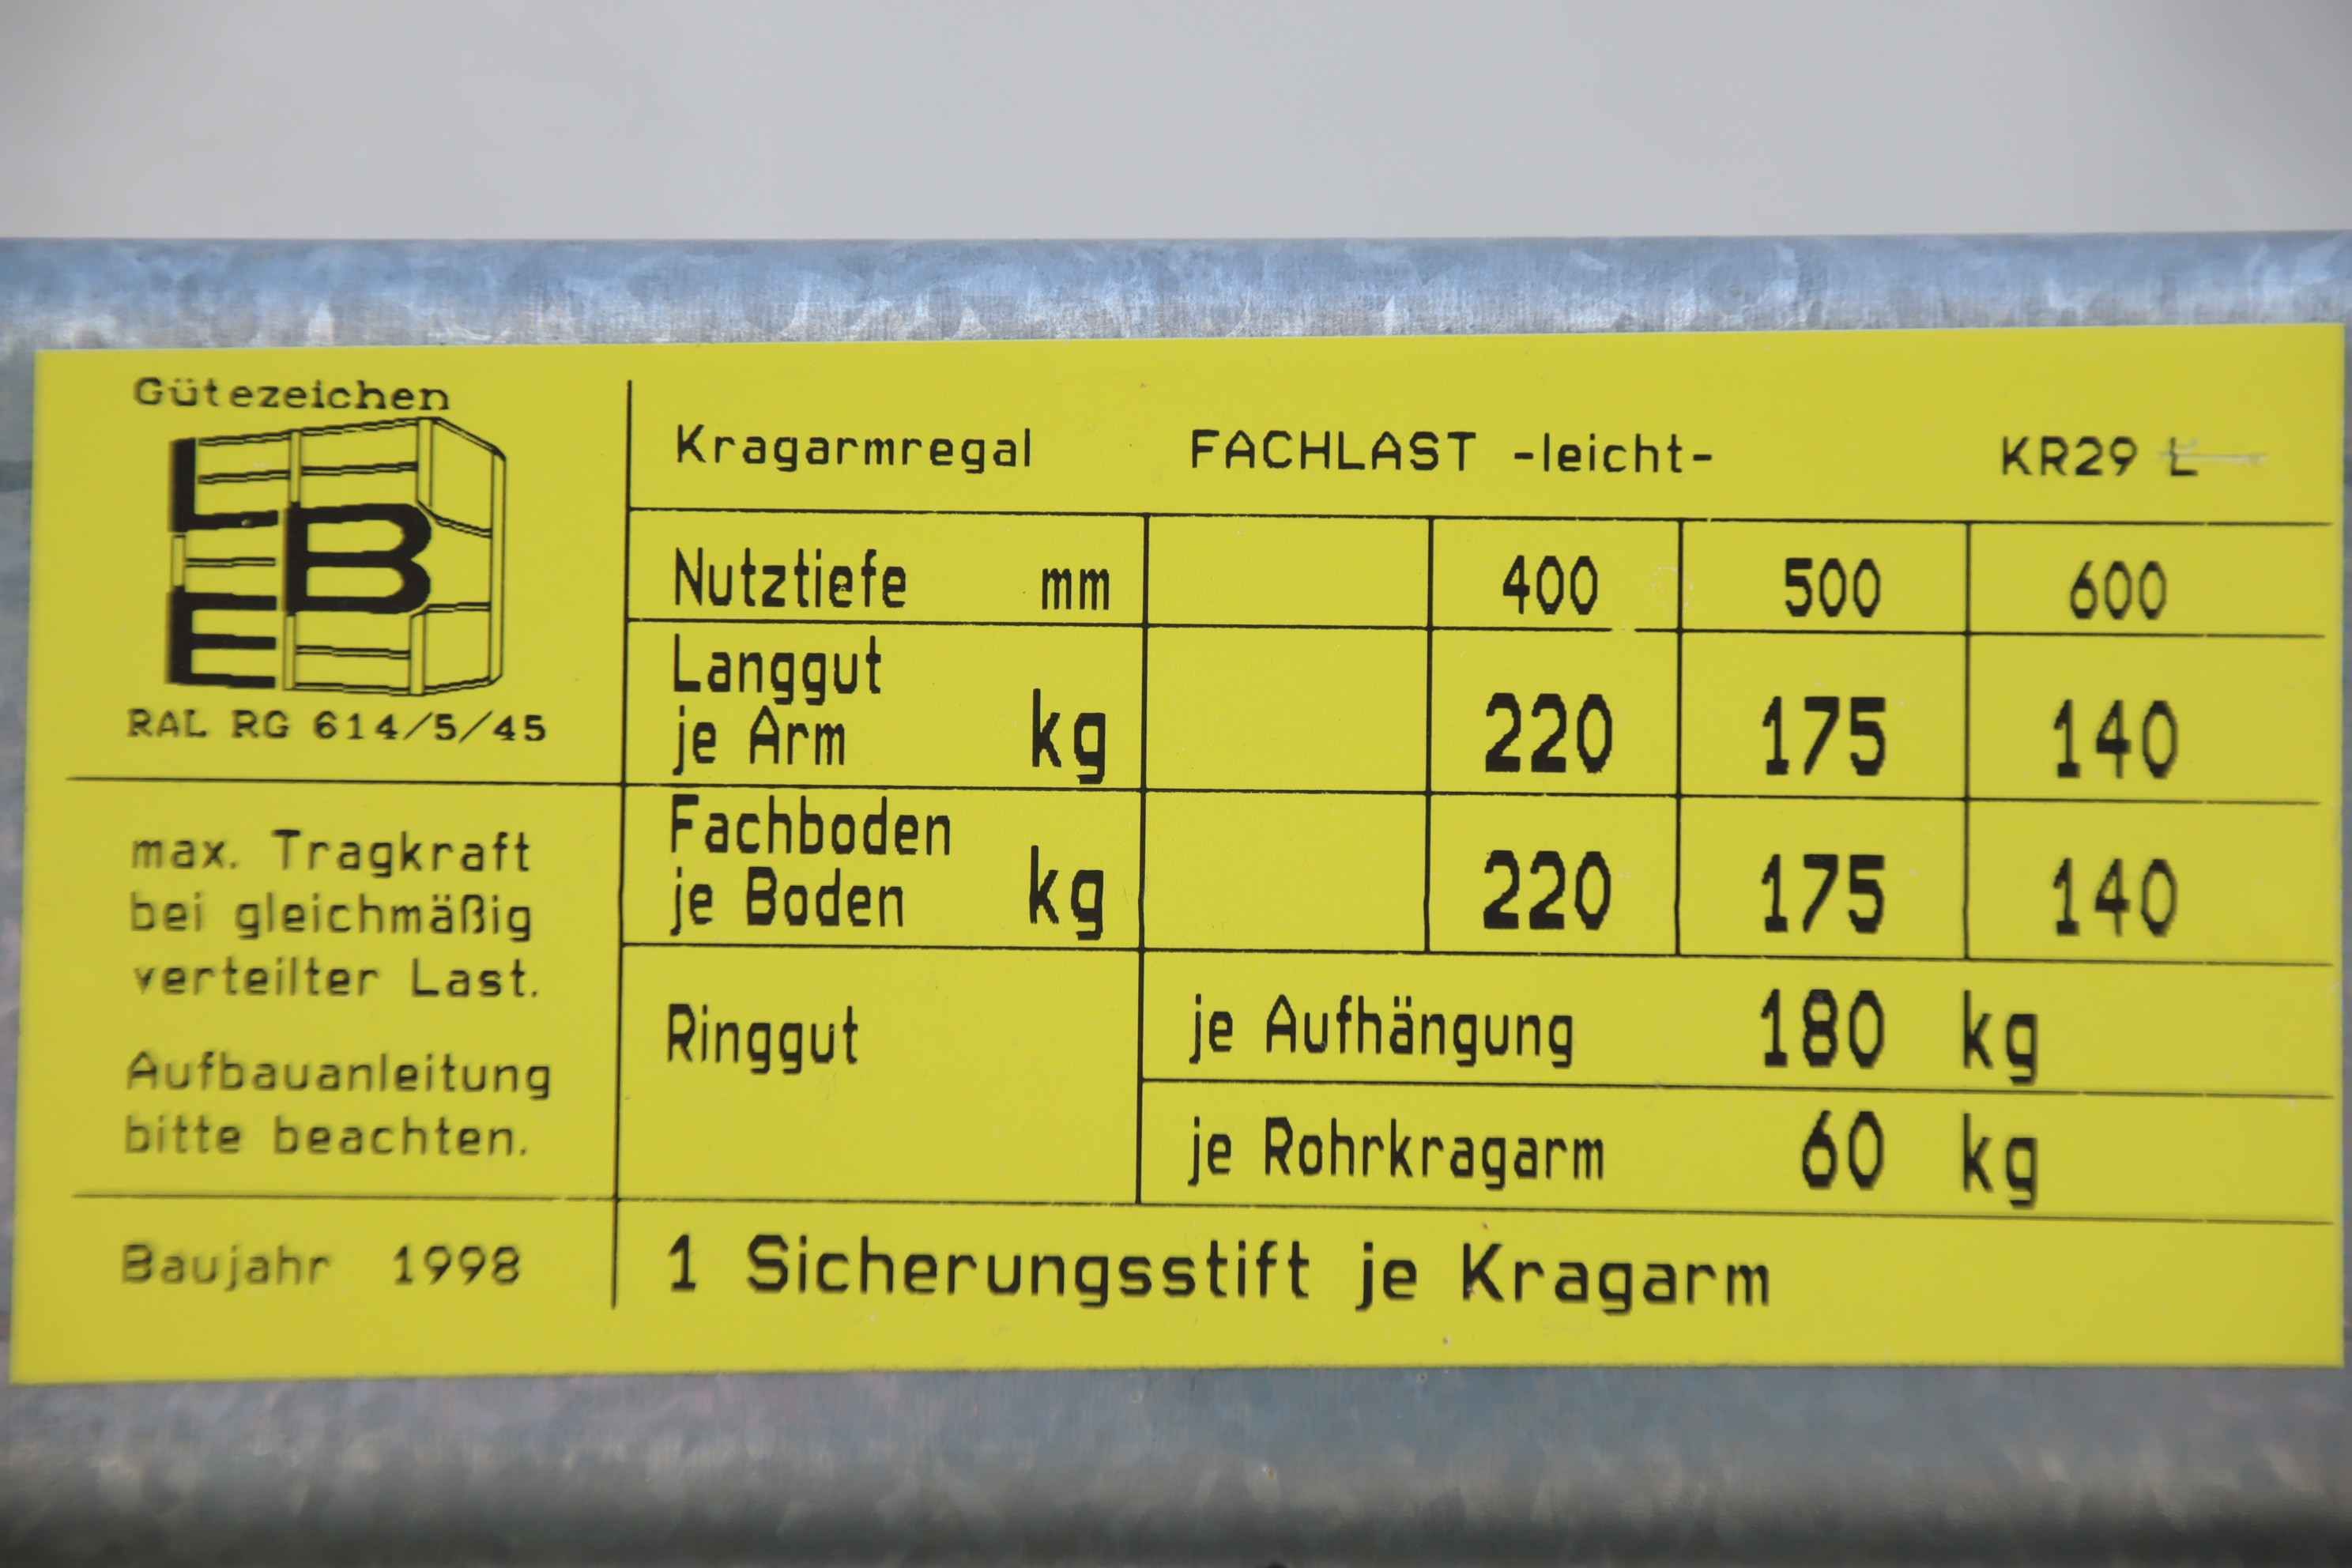 Gütezeichen
LBE
RAL RG 614/5/45
max. Tragkraft
bei gleichmäßig
verteilter Last.
Aufbauanleitung
bitte beachten.
Baujahr 1998
Kragarmregal FACHLAST -leicht- KR29 L
Nutztiefe mm 400 500 600
Langgut
je Arm kg 220 175 140
Fachboden
je Boden kg 220 175 140
Ringgut je Aufhängung 180 kg
je Rohrkragarm 60 kg
1 Sicherungsstift je Kragarm